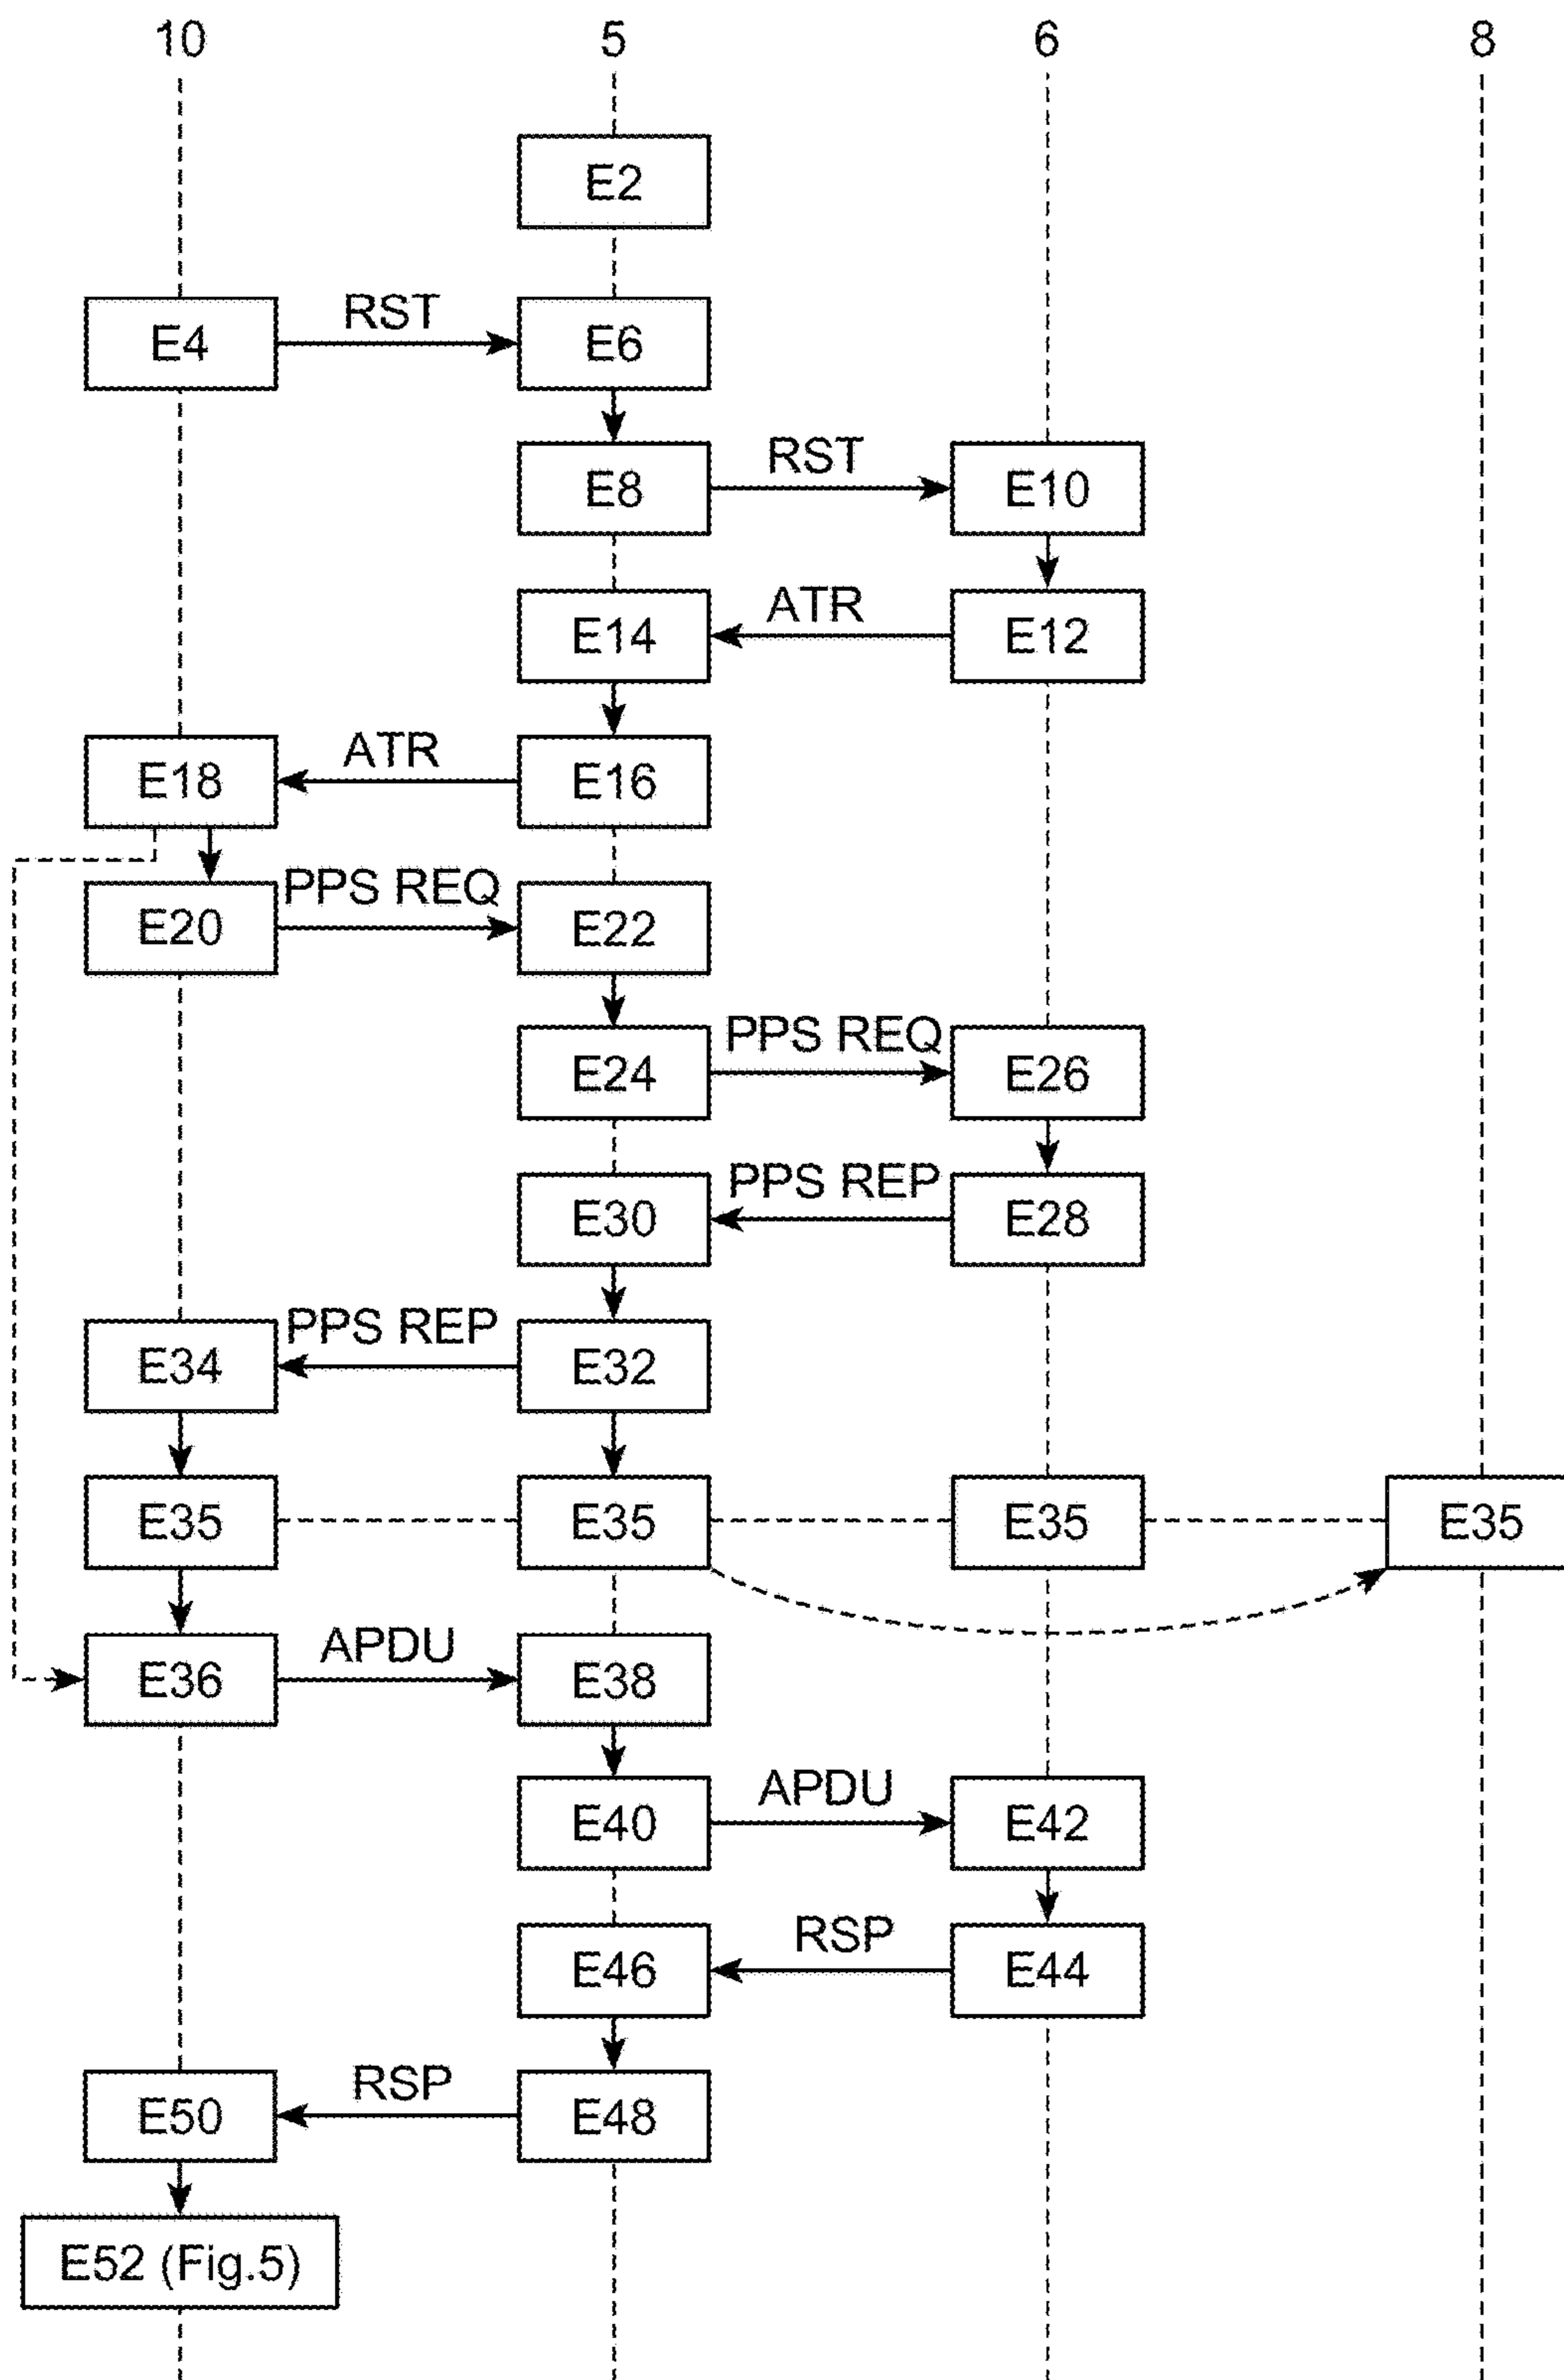 10 5 6 8
E2
RST
E4 E6
RST
E8 E10
ATR
E14 E12
ATR
E18 E16
PPS REQ
E20 E22
PPS REQ
E24 E26
PPS REP
E30 E28
PPS REP
E34 E32
E35 E35 E35 E35
APDU
E36 E38
APDU
E40 E42
RSP
E46 E44
RSP
E50 E48
E52 (Fig.5)